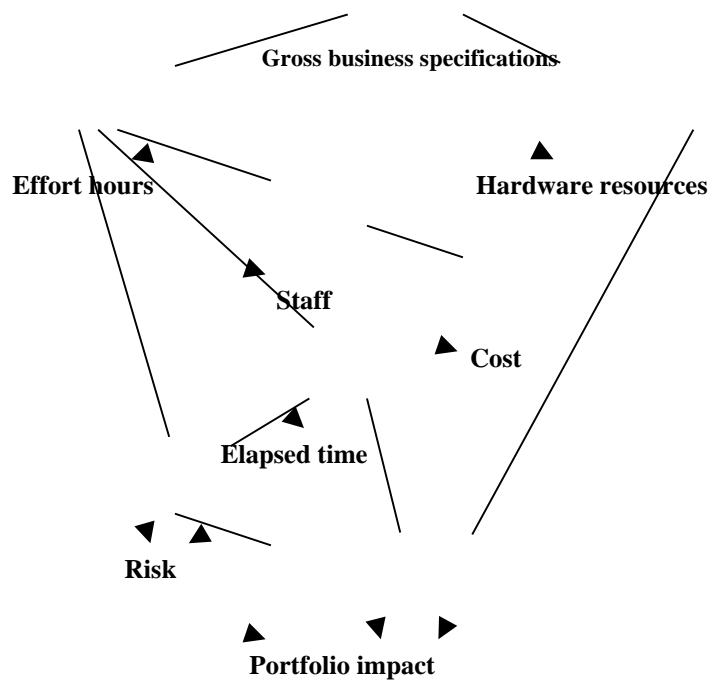 Gross business specifications
Effort hours
Hardware resources
Staff
Cost
Elapsed time
Risk
Portfolio impact